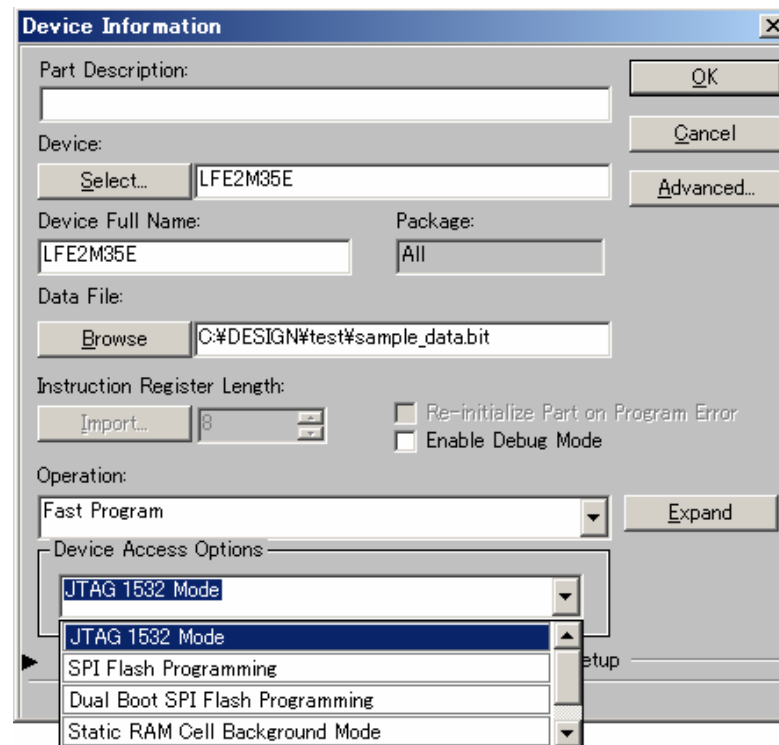 Device Information
Part Description:
OK
Cancel
Device:
Select...
LFE2M35E
Advanced...
Device Full Name:
Package:
LFE2M35E
All
Data File:
Browse
C:¥DESIGN¥test¥sample_data.bit
Instruction Register Length:
Import...
8
Re-initialize Part on Program Error
Enable Debug Mode
Operation:
Fast Program
Expand
Device Access Options
JTAG 1532 Mode
JTAG 1532 Mode
SPI Flash Programming
etup
Dual Boot SPI Flash Programming
Static RAM Cell Background Mode